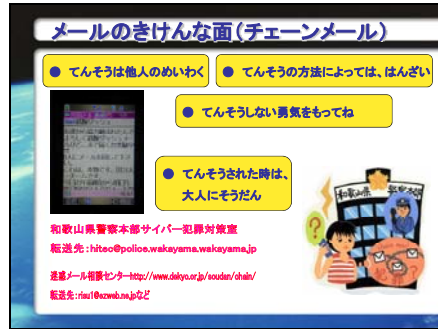 メールのきけんな面（チェーンメール）
● てんそうは他人のめいわく
● てんそうの方法によっては、はんざい
● てんそうしない勇気をもってね
● てんそうされた時は、
大人にそうだん
和歌山県警察本部サイバー犯罪対策室
転送先：hitec@police.wakayama.wakayama.jp
迷惑メール相談センターhttp://www.dekyo.or.jp/soudan/chain/
転送先：risu1@ezweb.ne.jpなど
和歌山県
犯罪
?
?